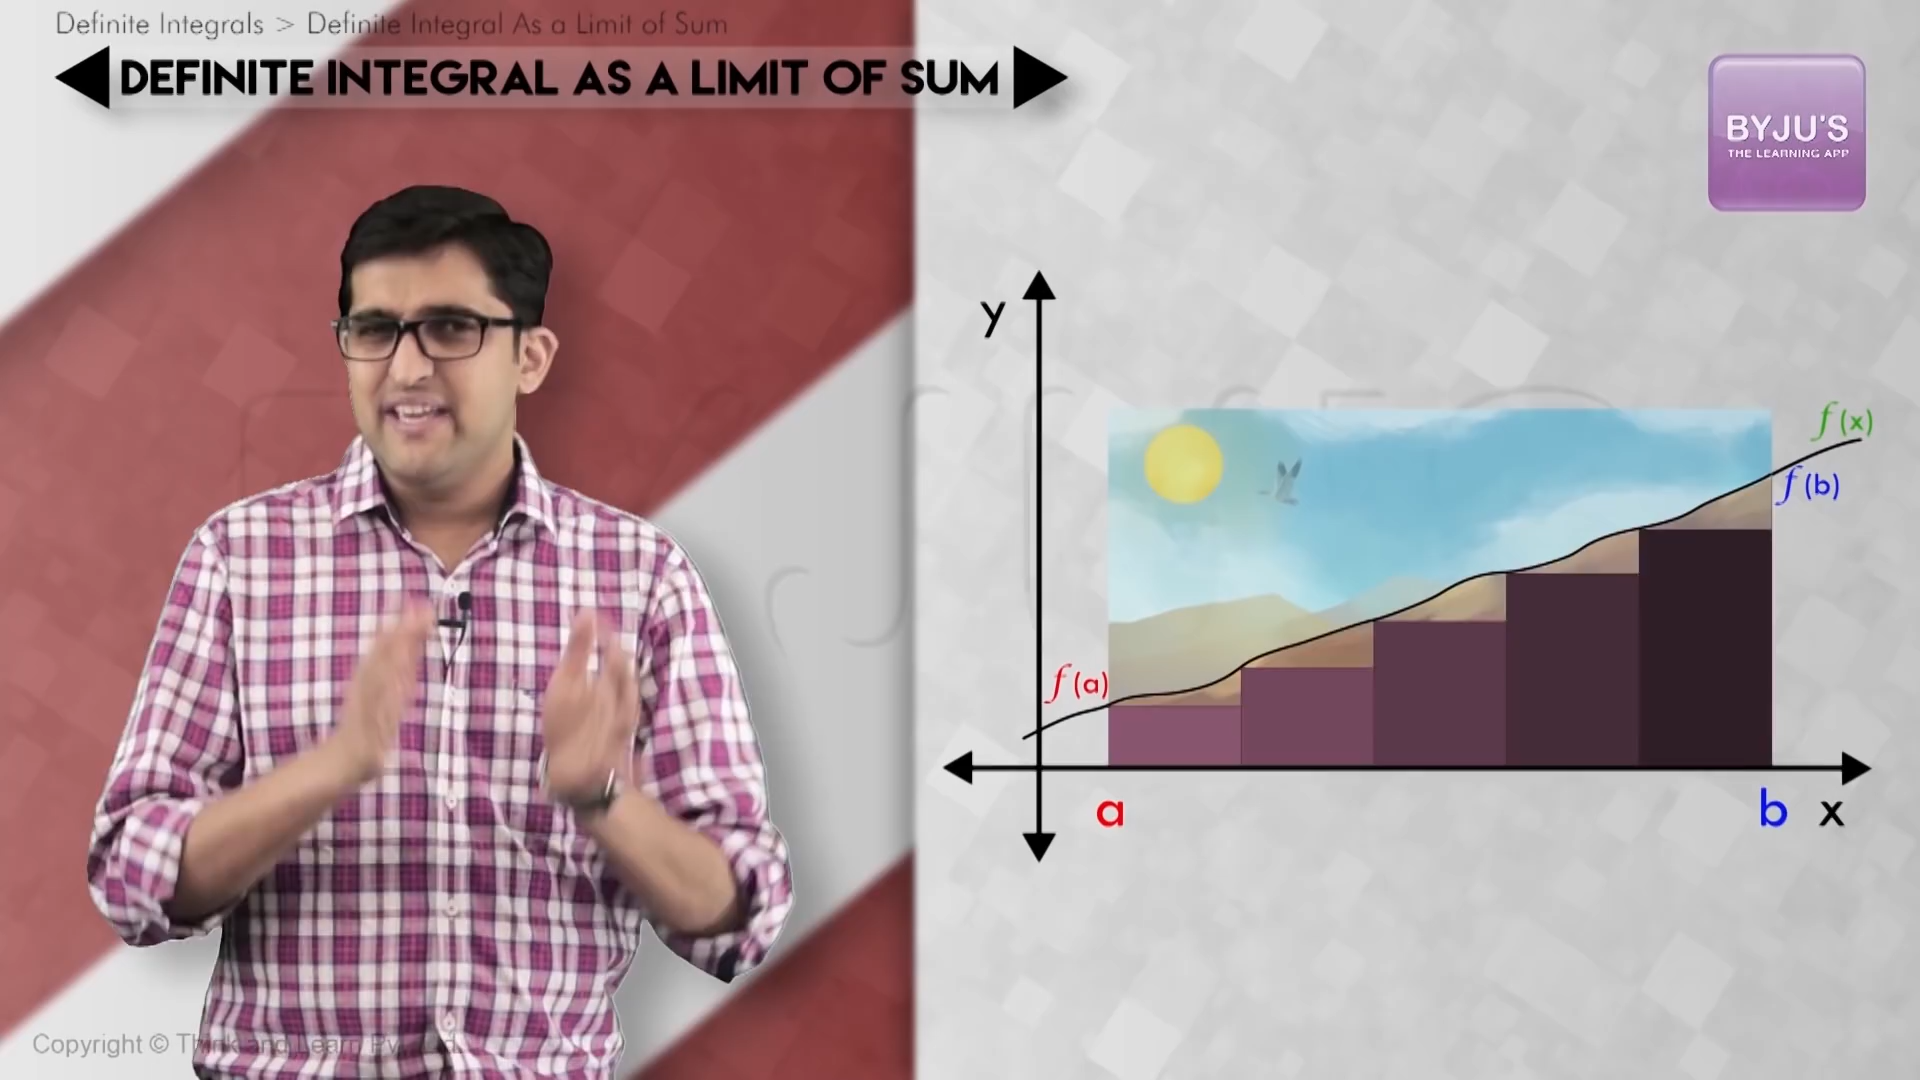 Definite Integrals > Definite Integral As a Limit of Sum
DEFINITE INTEGRAL AS A LIMIT OF SUM
BYJU'S
THE LEARNING APP
y
f(x)
f(b)
f(a)
a
b
x
Copyright © Think and Learn